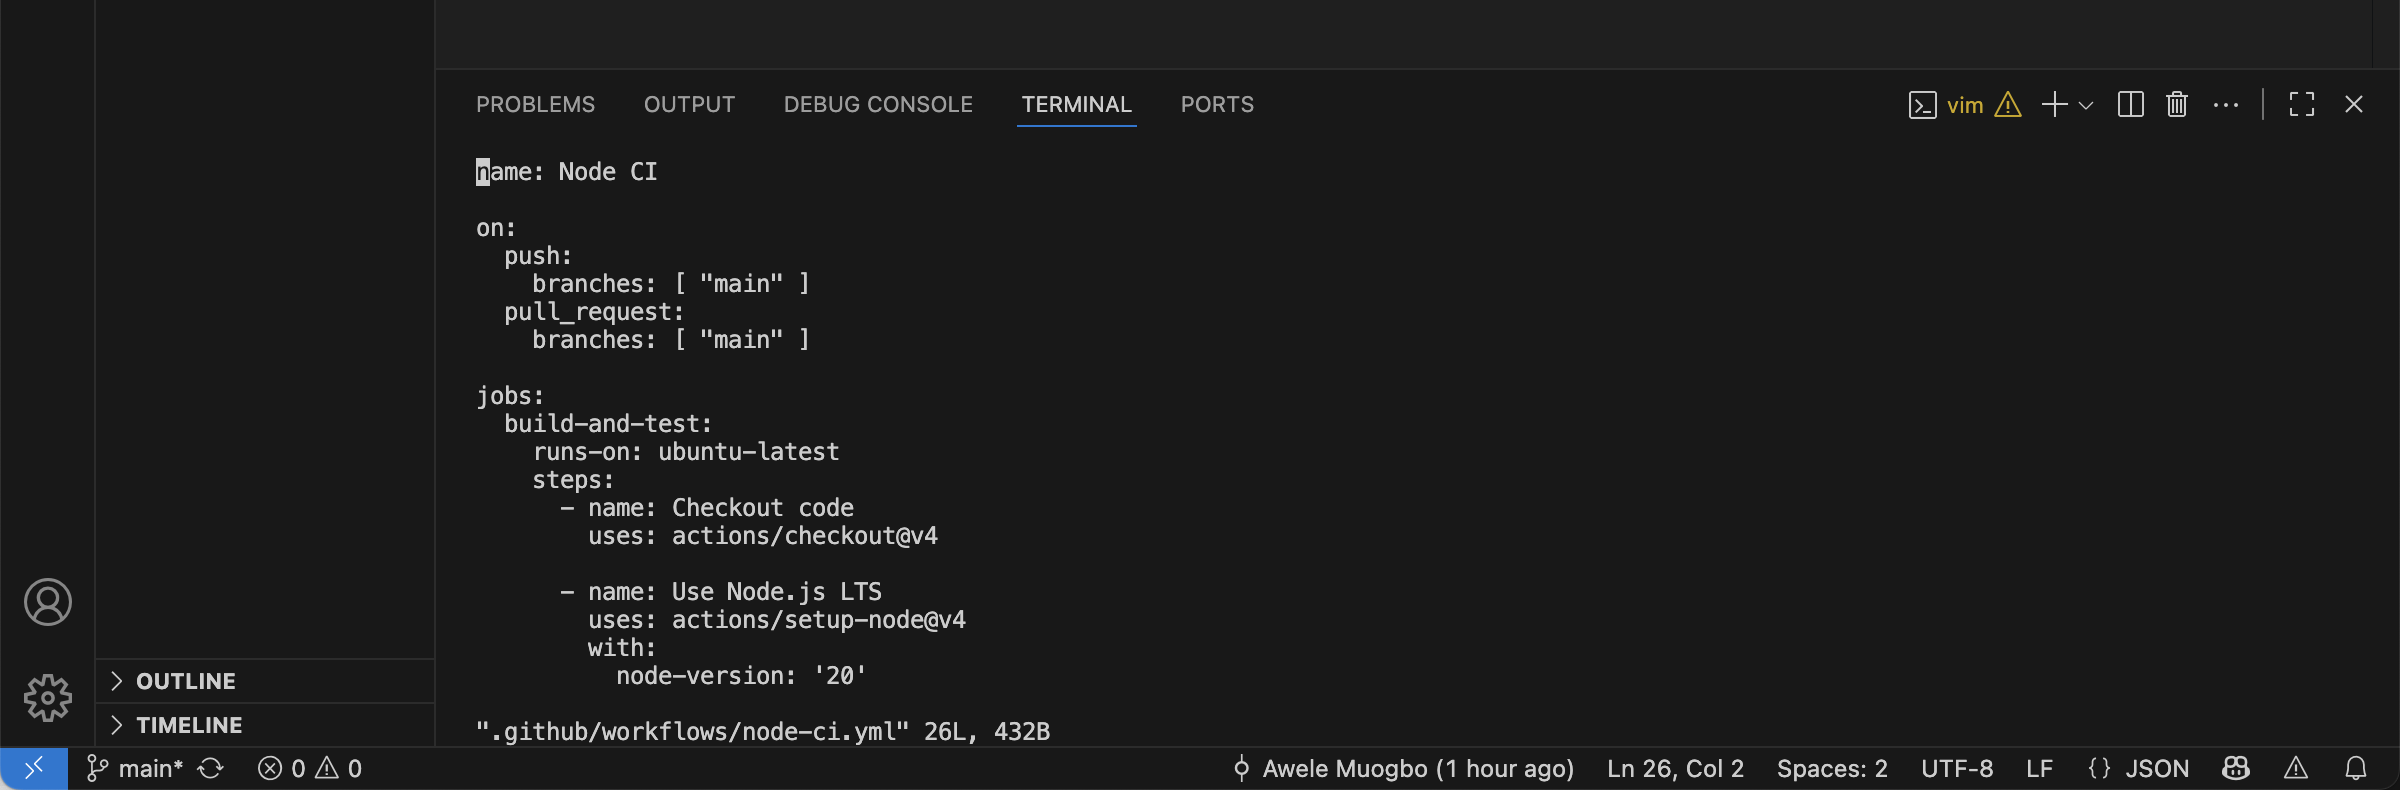 PROBLEMS OUTPUT DEBUG CONSOLE TERMINAL PORTS vim
name: Node CI

on:
  push:
    branches: [ "main" ]
  pull_request:
    branches: [ "main" ]

jobs:
  build-and-test:
    runs-on: ubuntu-latest
    steps:
      - name: Checkout code
        uses: actions/checkout@v4

      - name: Use Node.js LTS
        uses: actions/setup-node@v4
        with:
          node-version: '20'

".github/workflows/node-ci.yml" 26L, 432B
OUTLINE
TIMELINE
main* 0 0 Awele Muogbo (1 hour ago) Ln 26, Col 2 Spaces: 2 UTF-8 LF {} JSON